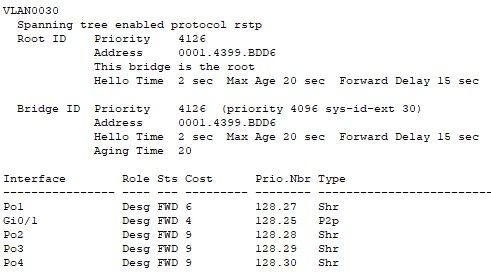 VLAN0030
  Spanning tree enabled protocol rstp
  Root ID    Priority    4126
             Address     0001.4399.BDD6
             This bridge is the root
             Hello Time  2 sec  Max Age 20 sec  Forward Delay 15 sec

  Bridge ID  Priority    4126  (priority 4096 sys-id-ext 30)
             Address     0001.4399.BDD6
             Hello Time  2 sec  Max Age 20 sec  Forward Delay 15 sec
             Aging Time  20

Interface        Role Sts Cost      Prio.Nbr Type
---------------- ---- --- --------- -------- --------------------------
Po1              Desg FWD 6         128.27   Shr
Gi0/1            Desg FWD 4         128.25   P2p
Po2              Desg FWD 9         128.28   Shr
Po3              Desg FWD 9         128.29   Shr
Po4              Desg FWD 9         128.30   Shr